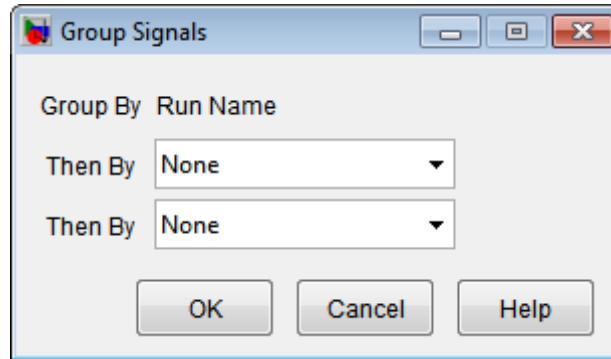 Group Signals
Group By Run Name
Then By None
Then By None
OK Cancel Help